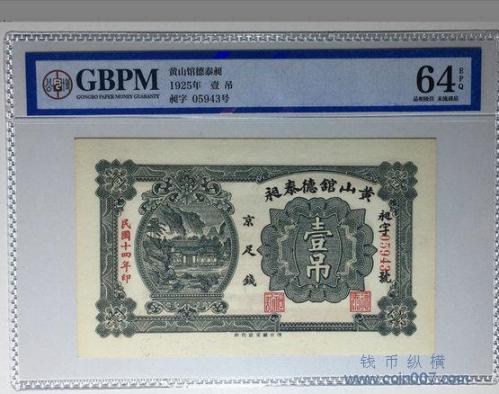 GBPM
GONGBO PAPER MONEY GUARANTY
黄山馆德泰昶
1925年 壹 吊
昶字 05943号
64 EPQ
黄山館德泰昶
昶字05943號
壹吊
京足錢
民國十四年印
钱币纵横
www.coin007.com